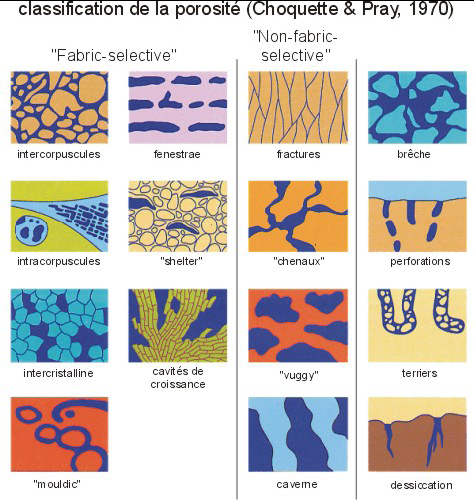 classification de la porosité (Choquette & Pray, 1970)
"Fabric-selective"
"Non-fabric-
selective"
intercorpuscules
fenestrae
fractures
brêche
intracorpuscules
"shelter"
"chenaux"
perforations
intercristalline
cavités de
croissance
"vuggy"
terriers
"mouldic"
caverne
dessiccation